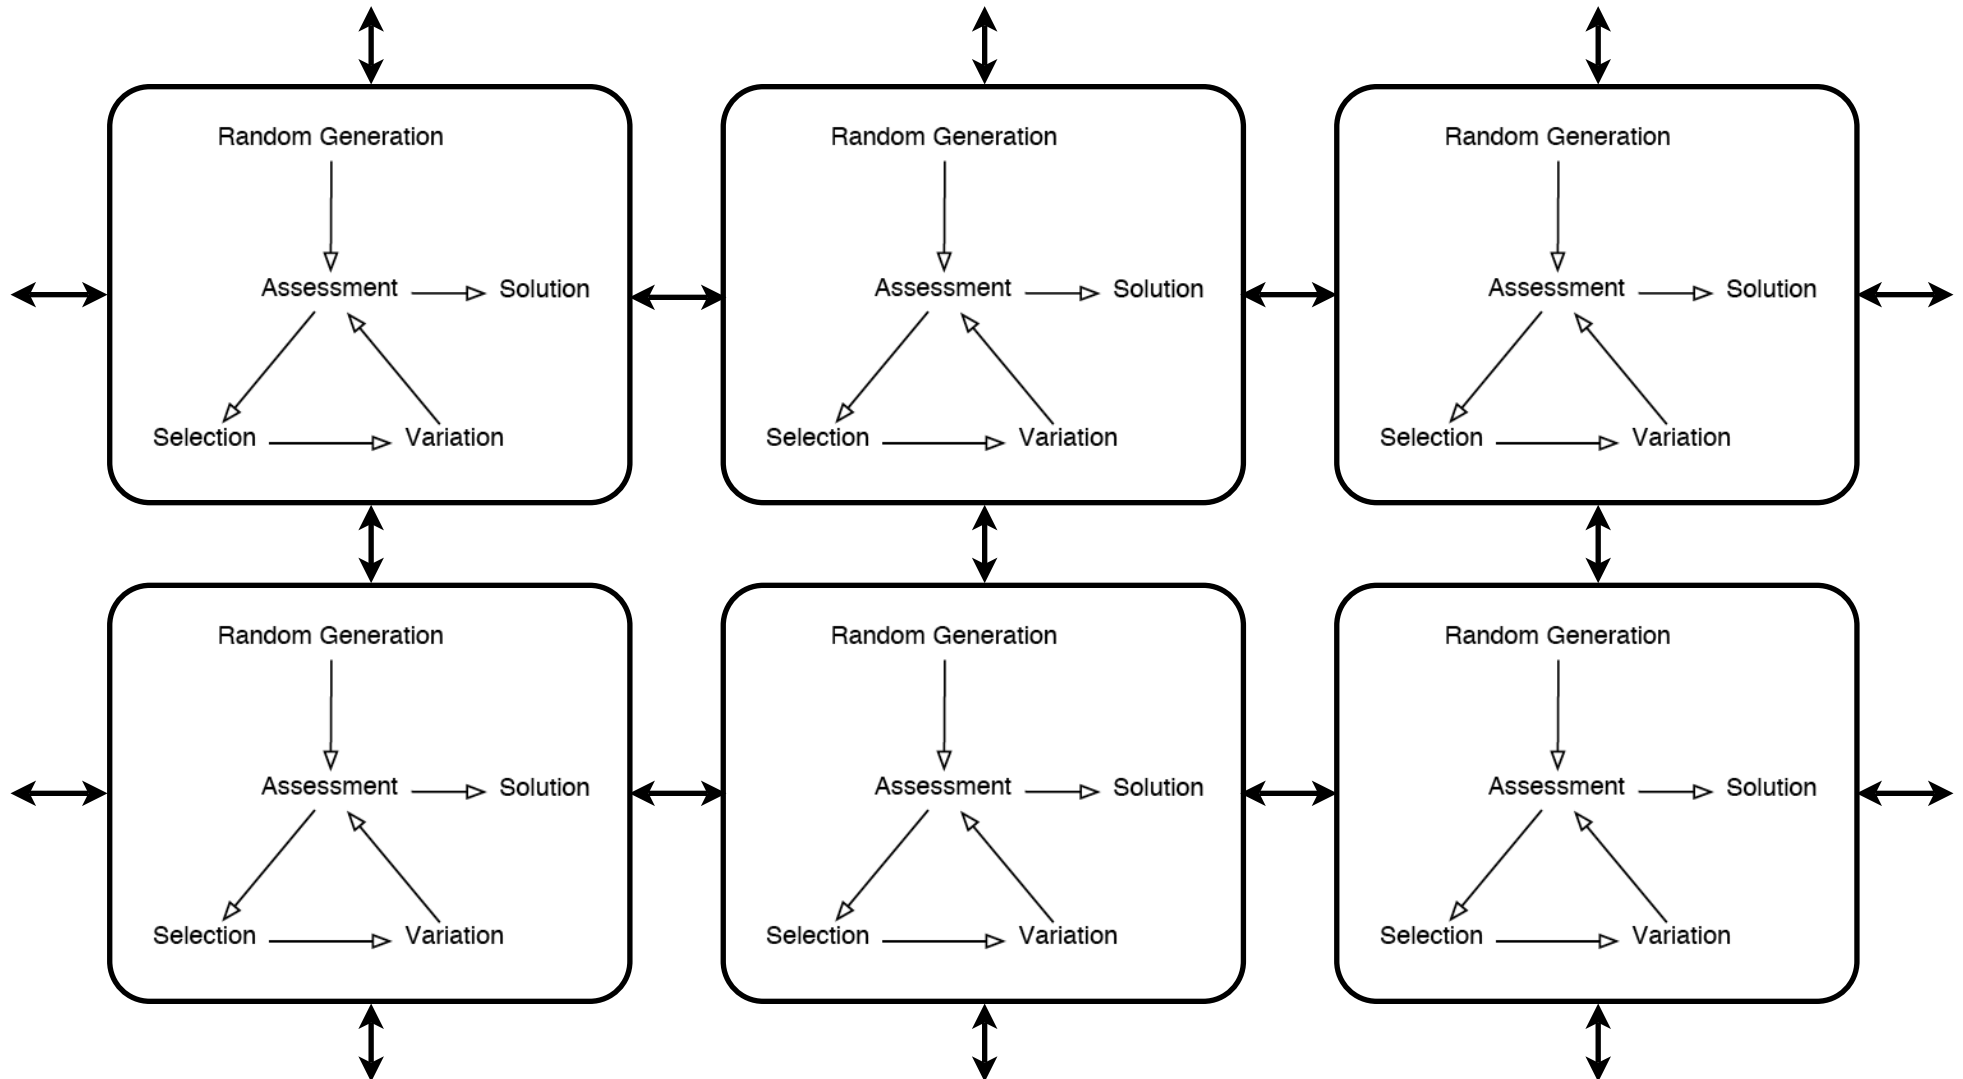 Random Generation
Assessment
Solution
Selection
Variation
Random Generation
Assessment
Solution
Selection
Variation
Random Generation
Assessment
Solution
Selection
Variation
Random Generation
Assessment
Solution
Selection
Variation
Random Generation
Assessment
Solution
Selection
Variation
Random Generation
Assessment
Solution
Selection
Variation